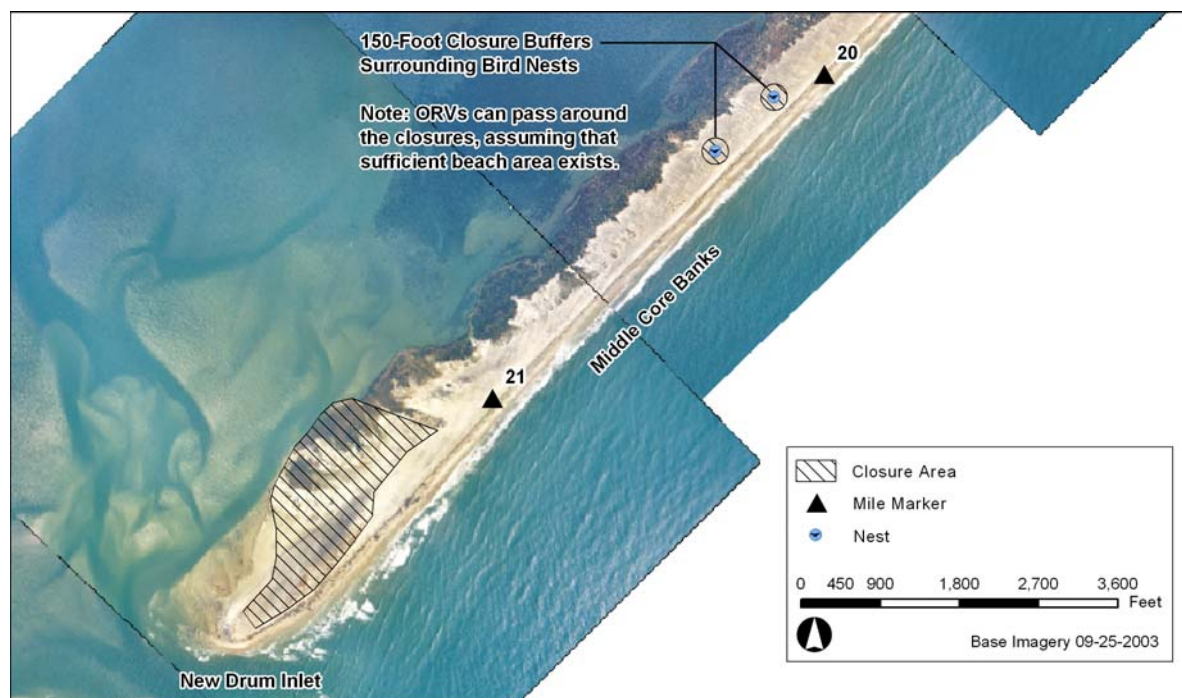 150-Foot Closure Buffers
Surrounding Bird Nests
Note: ORVs can pass around
the closures, assuming that
sufficient beach area exists.
20
Middle Core Banks
21
New Drum Inlet
Closure Area
Mile Marker
Nest
0 450 900 1,800 2,700 3,600
Feet
Base Imagery 09-25-2003